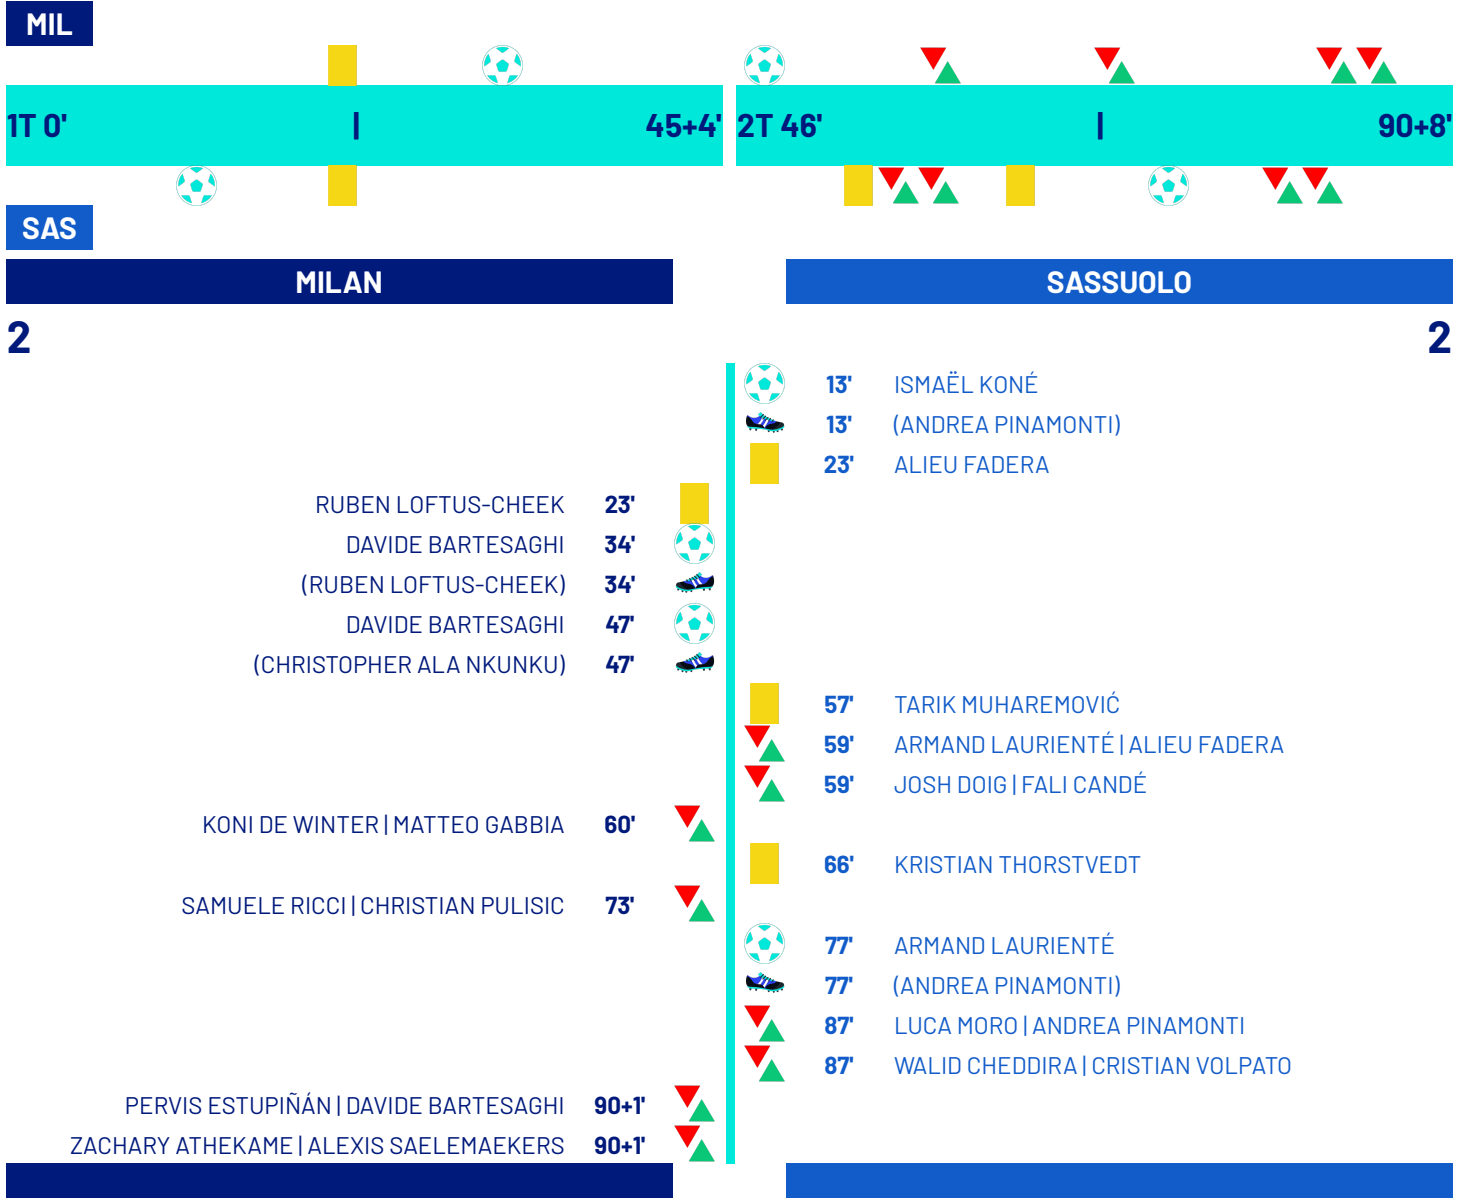 MIL
1T 0' | 45+4' 2T 46' | 90+8'
SAS
MILAN SASSUOLO
2 2
13' ISMAËL KONÉ
13' (ANDREA PINAMONTI)
23' ALIEU FADERA
RUBEN LOFTUS-CHEEK 23'
DAVIDE BARTESAGHI 34'
(RUBEN LOFTUS-CHEEK) 34'
DAVIDE BARTESAGHI 47'
(CHRISTOPHER ALA NKUNKU) 47'
57' TARIK MUHAREMOVIĆ
59' ARMAND LAURIENTÉ | ALIEU FADERA
59' JOSH DOIG | FALI CANDÉ
KONI DE WINTER | MATTEO GABBIA 60'
66' KRISTIAN THORSTVEDT
SAMUELE RICCI | CHRISTIAN PULISIC 73'
77' ARMAND LAURIENTÉ
77' (ANDREA PINAMONTI)
87' LUCA MORO | ANDREA PINAMONTI
87' WALID CHEDDIRA | CRISTIAN VOLPATO
PERVIS ESTUPIÑÁN | DAVIDE BARTESAGHI 90+1'
ZACHARY ATHEKAME | ALEXIS SAELEMAEKERS 90+1'